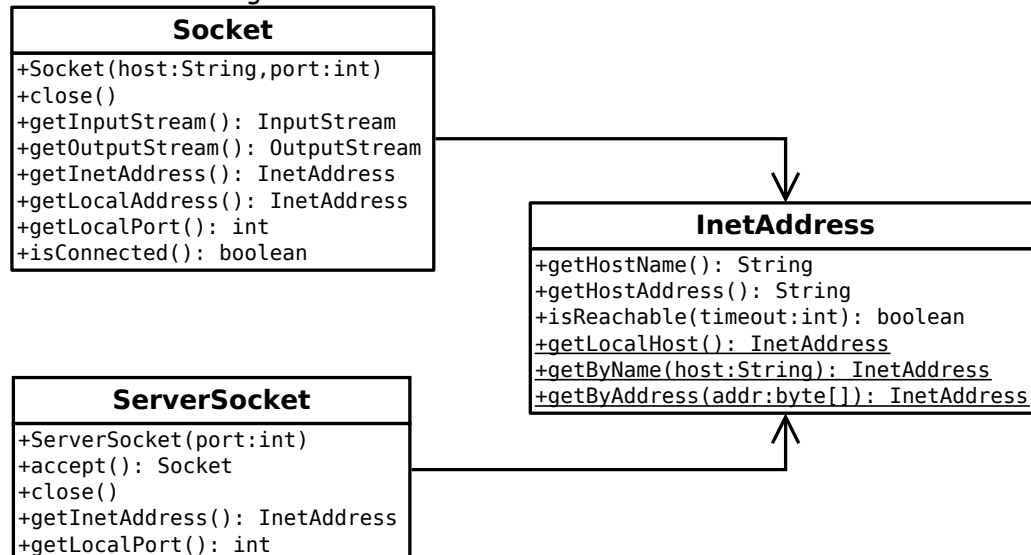 Socket
+Socket(host:String,port:int)
+close()
+getInputStream(): InputStream
+getOutputStream(): OutputStream
+getInetAddress(): InetAddress
+getLocalAddress(): InetAddress
+getLocalPort(): int
+isConnected(): boolean
InetAddress
+getHostName(): String
+getHostAddress(): String
+isReachable(timeout:int): boolean
+getLocalHost(): InetAddress
+getByName(host:String): InetAddress
+getByAddress(addr:byte[]): InetAddress
ServerSocket
+ServerSocket(port:int)
+accept(): Socket
+close()
+getInetAddress(): InetAddress
+getLocalPort(): int